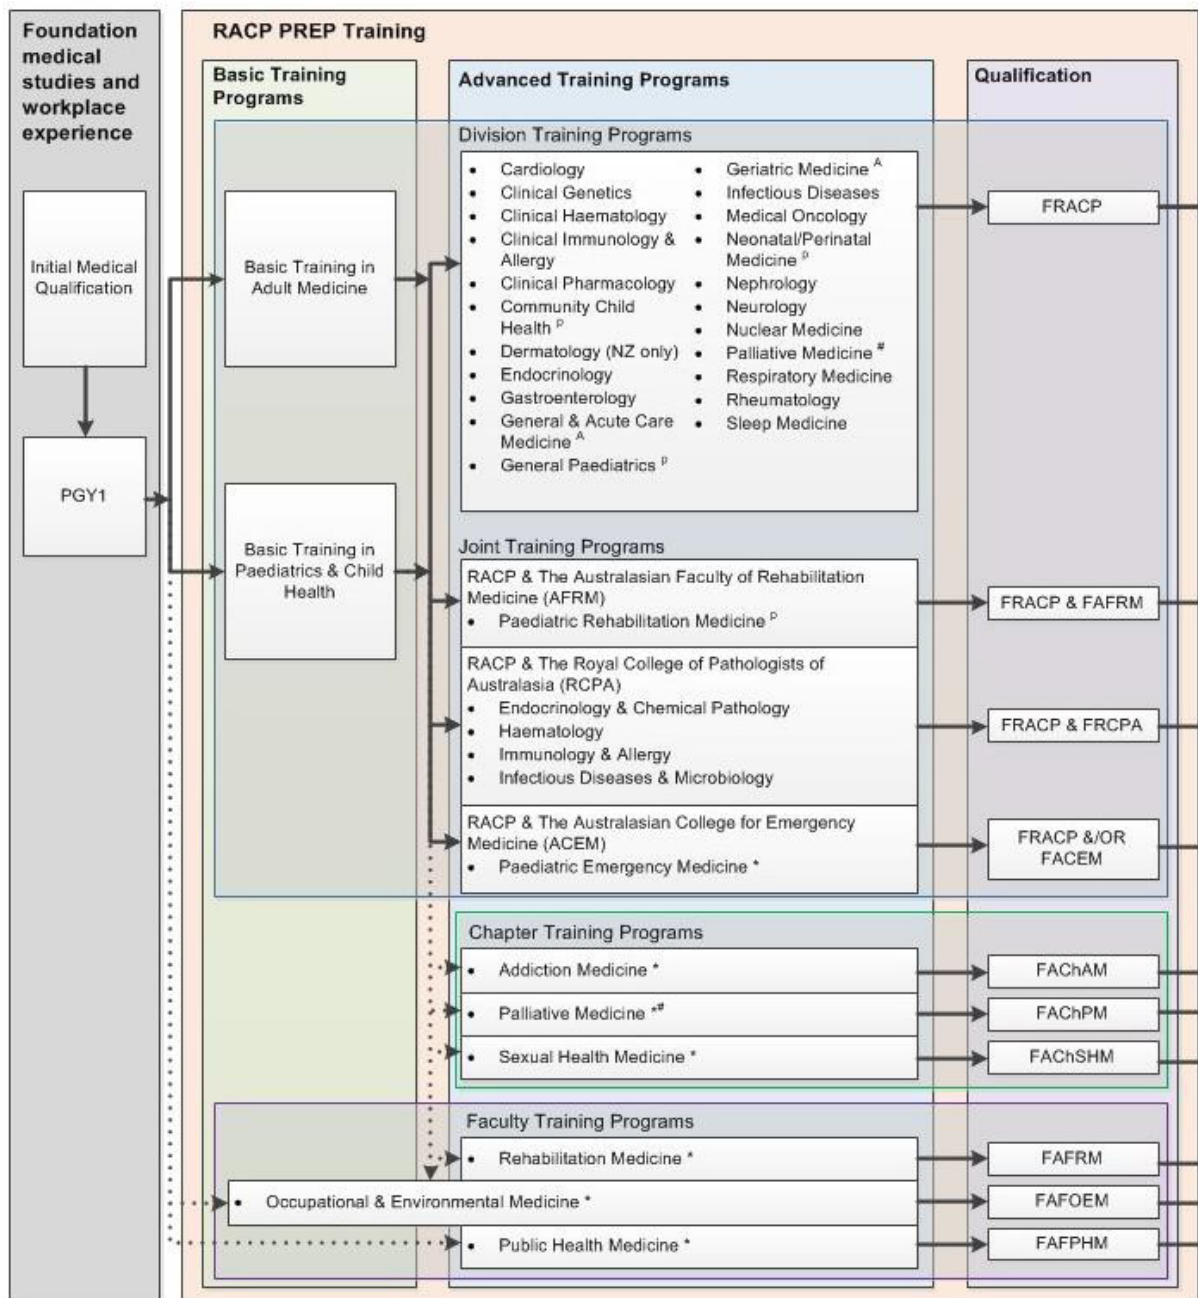 Foundation
medical
studies and
workplace
experience
Initial Medical
Qualification
PGY1
RACP PREP Training
Basic Training
Programs
Basic Training in
Adult Medicine
Basic Training in
Paediatrics & Child
Health
Advanced Training Programs
Division Training Programs
• Cardiology
• Clinical Genetics
• Clinical Haematology
• Clinical Immunology &
Allergy
• Clinical Pharmacology
• Community Child
Health p
• Dermatology (NZ only)
• Endocrinology
• Gastroenterology
• General & Acute Care
Medicine A
• General Paediatrics p
• Geriatric Medicine A
• Infectious Diseases
• Medical Oncology
• Neonatal/Perinatal
Medicine p
• Nephrology
• Neurology
• Nuclear Medicine
• Palliative Medicine #
• Respiratory Medicine
• Rheumatology
• Sleep Medicine
Joint Training Programs
RACP & The Australasian Faculty of Rehabilitation
Medicine (AFRM)
• Paediatric Rehabilitation Medicine p
RACP & The Royal College of Pathologists of
Australasia (RCPA)
• Endocrinology & Chemical Pathology
• Haematology
• Immunology & Allergy
• Infectious Diseases & Microbiology
RACP & The Australasian College for Emergency
Medicine (ACEM)
• Paediatric Emergency Medicine *
Chapter Training Programs
• Addiction Medicine *
• Palliative Medicine *#
• Sexual Health Medicine *
Faculty Training Programs
• Rehabilitation Medicine *
• Occupational & Environmental Medicine *
• Public Health Medicine *
Qualification
FRACP
FRACP & FAFRM
FRACP & FRCPA
FRACP &/OR
FACEM
FAChAM
FAChPM
FAChSHM
FAFRM
FAFOEM
FAFPHM